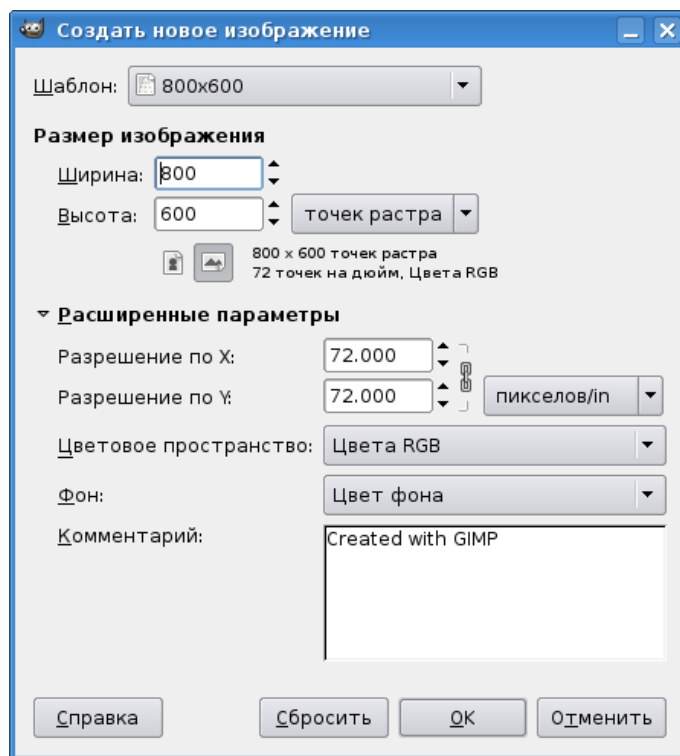 Создать новое изображение
Шаблон: 800x600
Размер изображения
Ширина: 800
Высота: 600 точек растра
800 x 600 точек растра
72 точек на дюйм, Цвета RGB
Расширенные параметры
Разрешение по X: 72.000
Разрешение по Y: 72.000 пикселов/in
Цветовое пространство: Цвета RGB
Фон: Цвет фона
Комментарий: Created with GIMP
Справка Сбросить OK Отменить